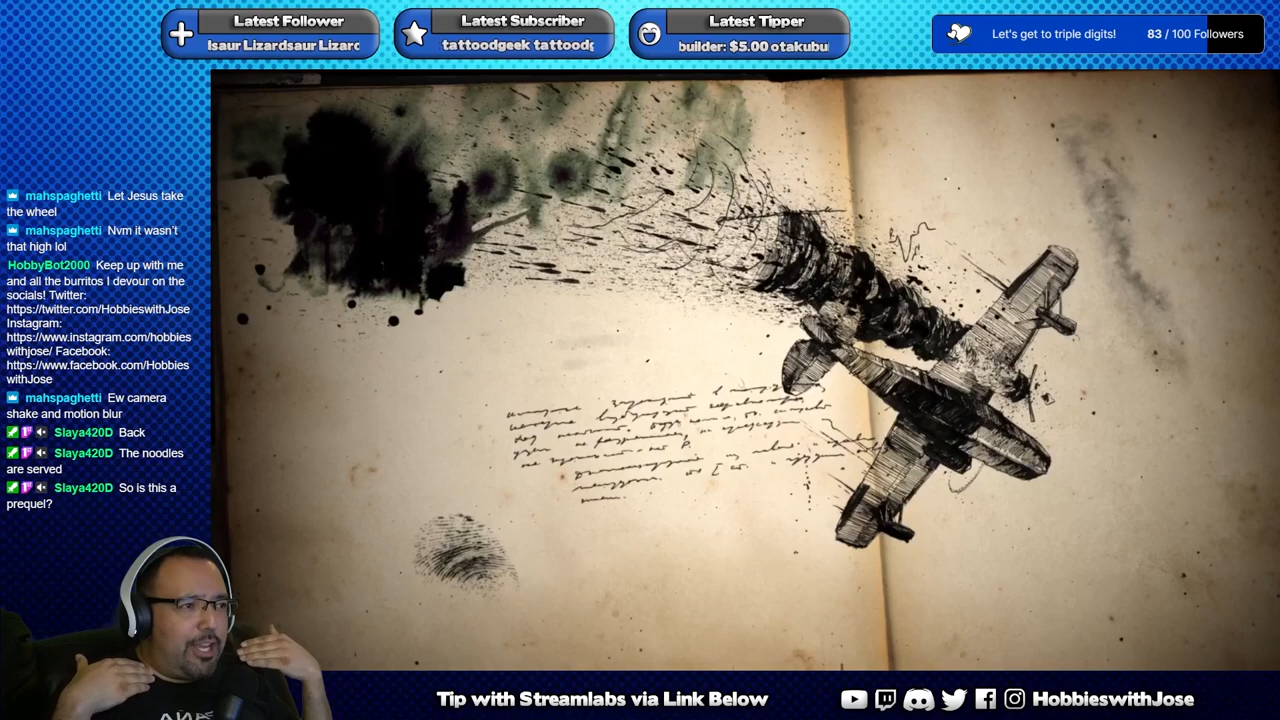 Latest Follower
lsaur Lizardsaur Lizarc
Latest Subscriber
tattoodgeek tattoodg
Latest Tipper
builder: $5.00 otakubui
Let's get to triple digits!
83 / 100 Followers
mahspaghetti Let Jesus take
the wheel
mahspaghetti Nvm it wasn't
that high lol
HobbyBot2000 Keep up with me
and all the burritos I devour on the
socials! Twitter:
https://twitter.com/HobbieswithJose
Instagram:
https://www.instagram.com/hobbies
withjose/ Facebook:
https://www.facebook.com/Hobbies
withJose
mahspaghetti Ew camera
shake and motion blur
Slaya420D Back
Slaya420D The noodles
are served
Slaya420D So is this a
prequel?
Tip with Streamlabs via Link Below
HobbieswithJose